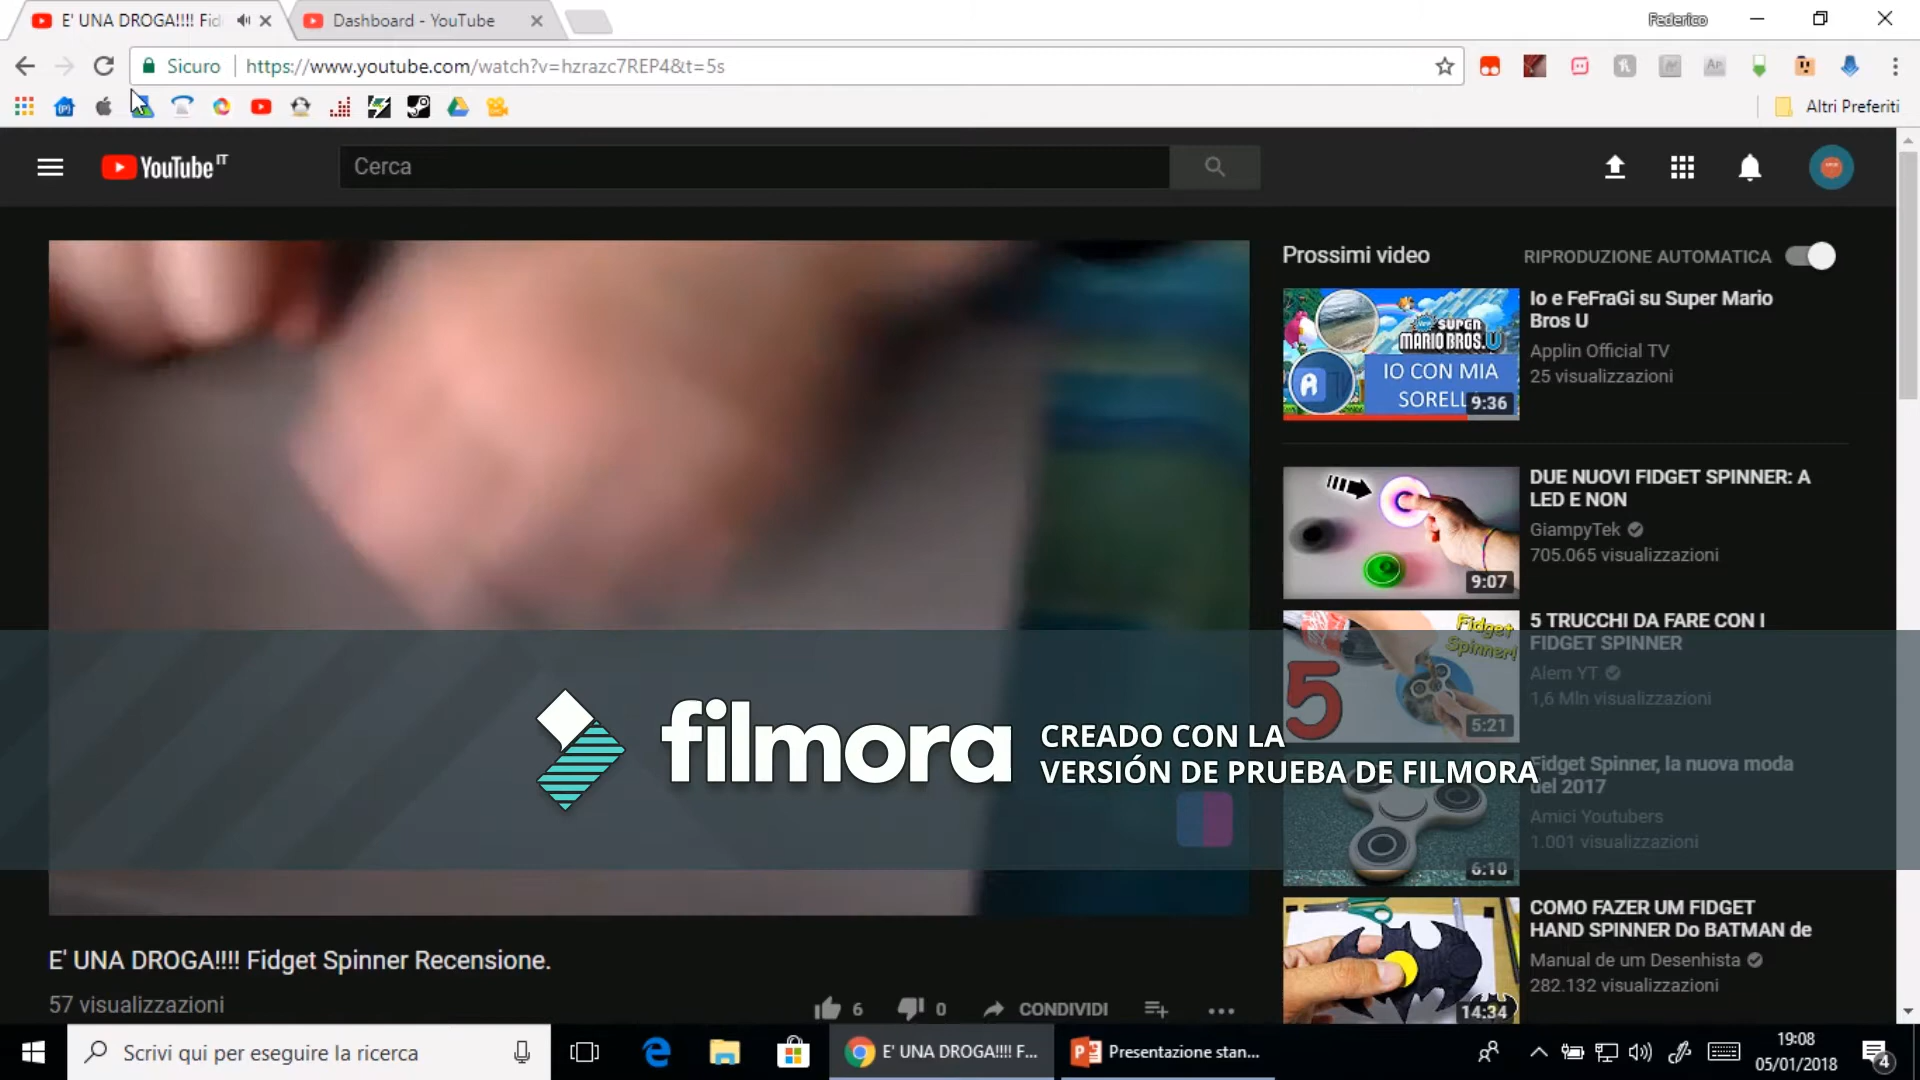 E' UNA DROGA!!!! Fid
Dashboard - YouTube
Federico
Sicuro
https://www.youtube.com/watch?v=hzrazc7REP4&t=5s
Altri Preferiti
YouTube IT
Cerca
Prossimi video
RIPRODUZIONE AUTOMATICA
SUPER
MARIO BROS. U
IO CON MIA
SORELL
9:36
Io e FeFraGi su Super Mario
Bros U
Applin Official TV
25 visualizzazioni
9:07
DUE NUOVI FIDGET SPINNER: A
LED E NON
GiampyTek
705.065 visualizzazioni
Fidget
Spinner!
5
5:21
5 TRUCCHI DA FARE CON I
FIDGET SPINNER
Alem YT
1,6 Mln visualizzazioni
filmora
CREADO CON LA
VERSIÓN DE PRUEBA DE FILMORA
6:10
Fidget Spinner, la nuova moda
del 2017
Amici Youtubers
1.001 visualizzazioni
14:34
COMO FAZER UM FIDGET
HAND SPINNER Do BATMAN de
Manual de um Desenhista
282.132 visualizzazioni
E' UNA DROGA!!!! Fidget Spinner Recensione.
57 visualizzazioni
6
0
CONDIVIDI
Scrivi qui per eseguire la ricerca
E' UNA DROGA!!!! F...
Presentazione stan...
19:08
05/01/2018
4